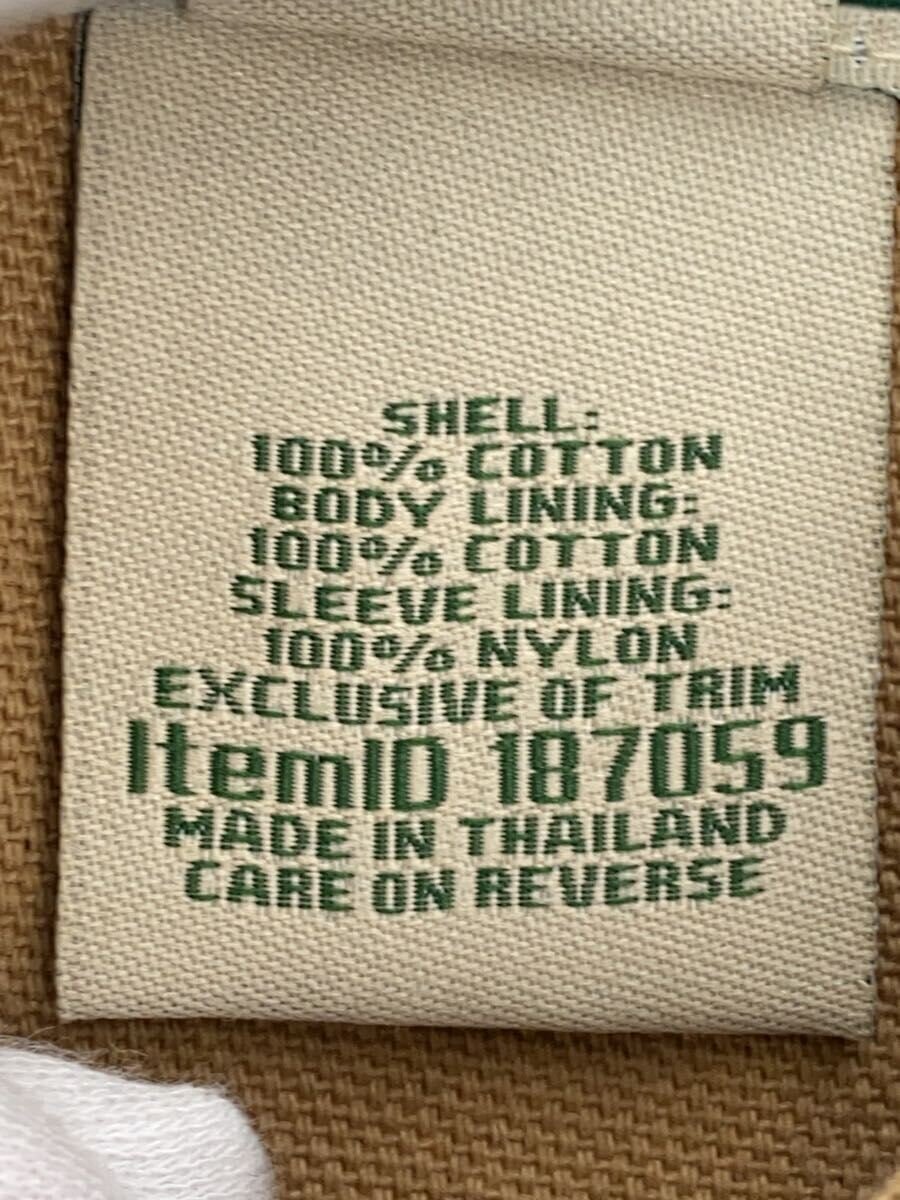 SHELL:
100% COTTON
BODY LINING:
100% COTTON
SLEEVE LINING:
100% NYLON
EXCLUSIVE OF TRIM
ItemID 187059
MADE IN THAILAND
CARE ON REVERSE